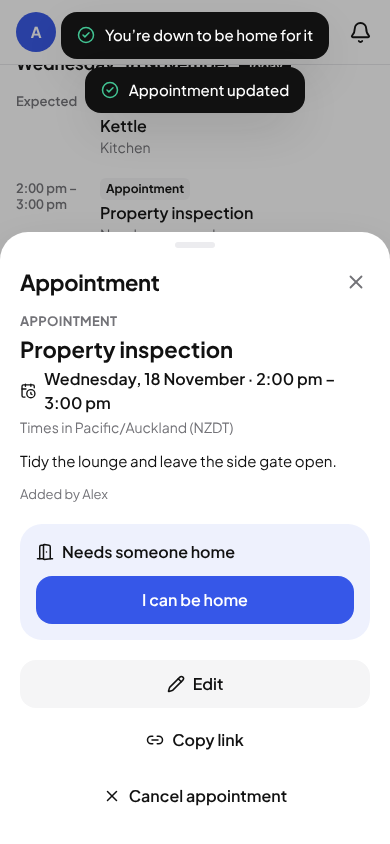 A
You're down to be home for it
Wednesday, 18 November
Appointment updated
Expected
Kettle
Kitchen
2:00 pm –
3:00 pm
Appointment
Property inspection
Appointment
APPOINTMENT
Property inspection
Wednesday, 18 November · 2:00 pm –
3:00 pm
Times in Pacific/Auckland (NZDT)
Tidy the lounge and leave the side gate open.
Added by Alex
Needs someone home
I can be home
Edit
Copy link
Cancel appointment